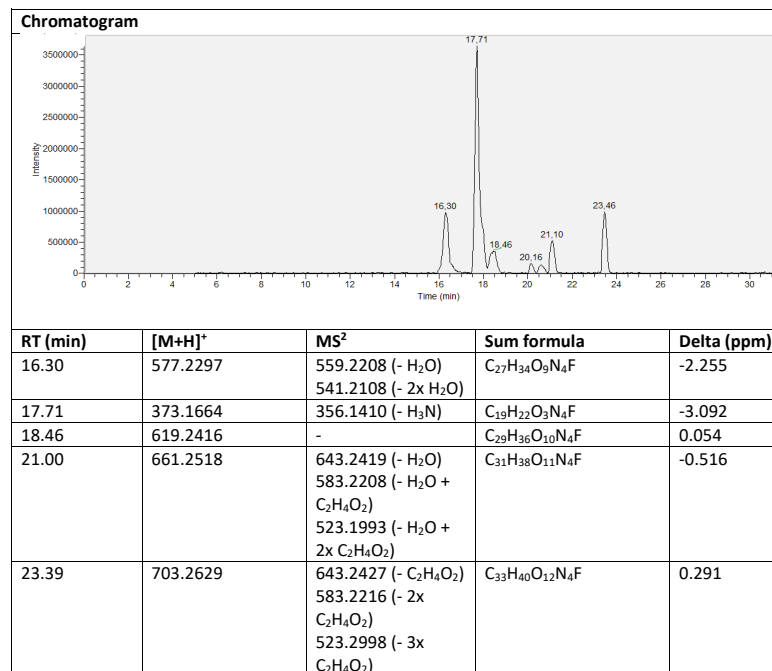 Chromatogram
17,71
3500000
3000000
2500000
2000000
1500000
1000000
500000
0
Intensity
16,30
18,46
20,16
21,10
23,46
0 2 4 6 8 10 12 14 16 18 20 22 24 26 28 30
Time (min)
RT (min) [M+H]⁺ MS² Sum formula Delta (ppm)
16.30 577.2297 559.2208 (- H₂O) C₂₇H₃₄O₉N₄F -2.255
541.2108 (- 2x H₂O)
17.71 373.1664 356.1410 (- H₃N) C₁₉H₂₂O₃N₄F -3.092
18.46 619.2416 - C₂₉H₃₆O₁₀N₄F 0.054
21.00 661.2518 643.2419 (- H₂O) C₃₁H₃₈O₁₁N₄F -0.516
583.2208 (- H₂O +
C₂H₄O₂)
523.1993 (- H₂O +
2x C₂H₄O₂)
23.39 703.2629 643.2427 (- C₂H₄O₂) C₃₃H₄₀O₁₂N₄F 0.291
583.2216 (- 2x
C₂H₄O₂)
523.2998 (- 3x
C₂H₄O₂)